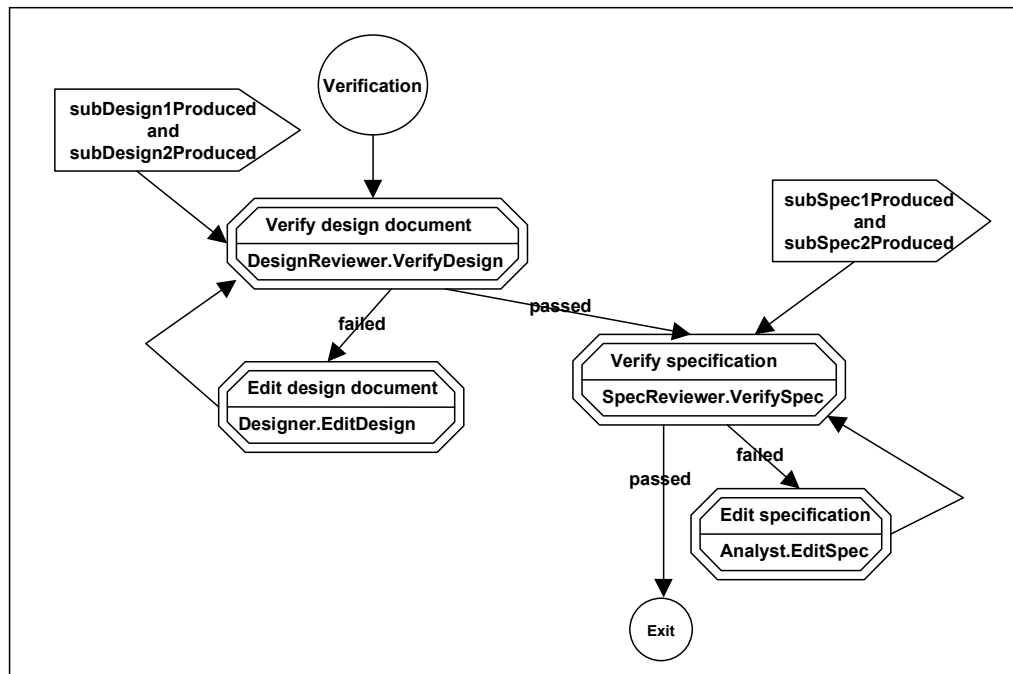 Verification
subDesign1Produced
and
subDesign2Produced
Verify design document
DesignReviewer.VerifyDesign
subSpec1Produced
and
subSpec2Produced
failed
passed
Edit design document
Designer.EditDesign
Verify specification
SpecReviewer.VerifySpec
failed
passed
Edit specification
Analyst.EditSpec
Exit